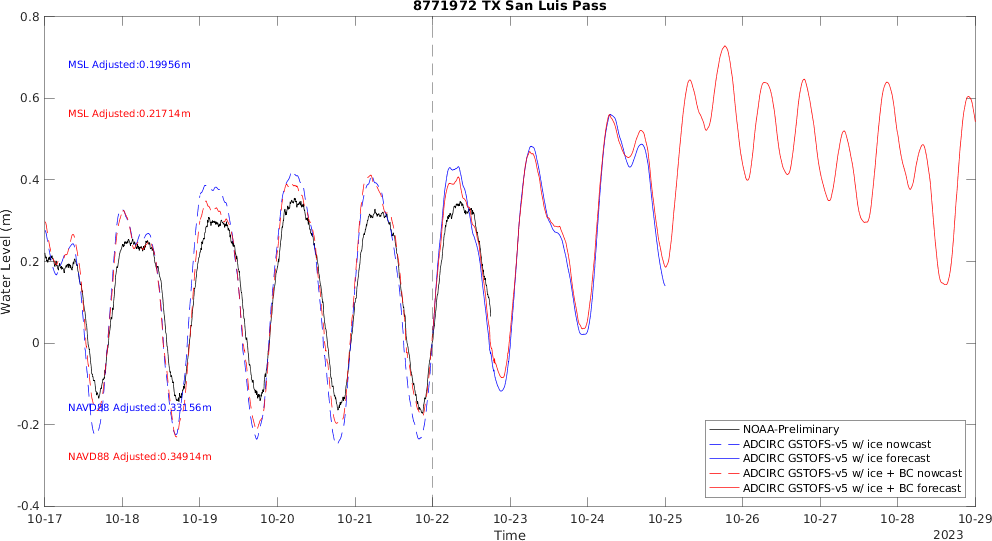 8771972 TX San Luis Pass
0.8
0.6
0.4
0.2
0
-0.2
-0.4
Water Level (m)
MSL Adjusted:0.19956m
MSL Adjusted:0.21714m
NAVD88 Adjusted:0.33156m
NAVD88 Adjusted:0.34914m
NOAA-Preliminary
ADCIRC GSTOFS-v5 w/ ice nowcast
ADCIRC GSTOFS-v5 w/ ice forecast
ADCIRC GSTOFS-v5 w/ ice + BC nowcast
ADCIRC GSTOFS-v5 w/ ice + BC forecast
10-17 10-18 10-19 10-20 10-21 10-22 10-23 10-24 10-25 10-26 10-27 10-28 10-29
Time
2023